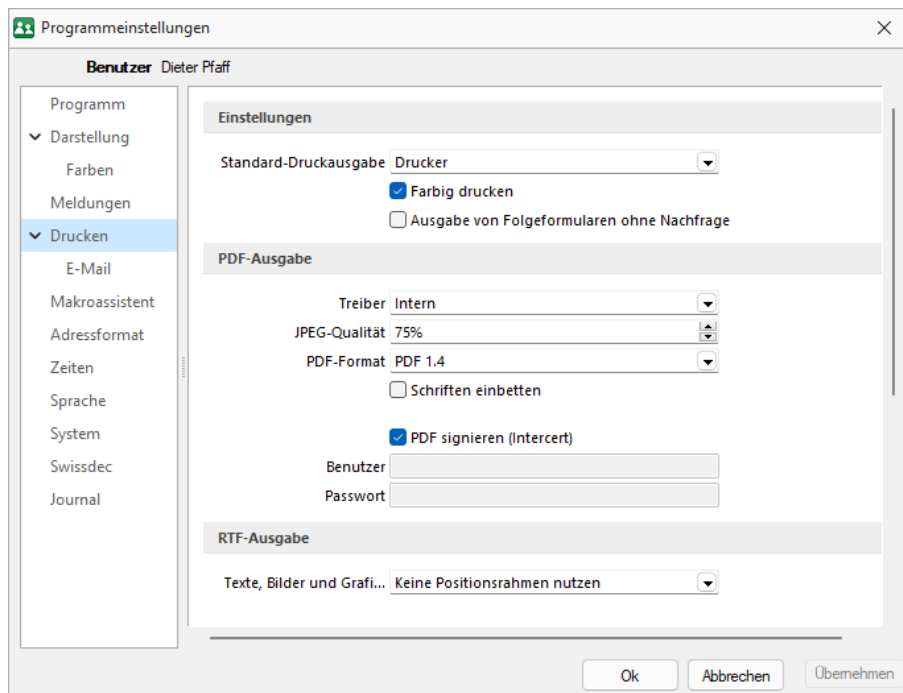 Programmeinstellungen
Benutzer Dieter Pfaff
Programm
Darstellung
Farben
Meldungen
Drucken
E-Mail
Makroassistent
Adressformat
Zeiten
Sprache
System
Swissdec
Journal
Einstellungen
Standard-Druckausgabe Drucker
Farbig drucken
Ausgabe von Folgeformularen ohne Nachfrage
PDF-Ausgabe
Treiber Intern
JPEG-Qualität 75%
PDF-Format PDF 1.4
Schriften einbetten
PDF signieren (Intercert)
Benutzer
Passwort
RTF-Ausgabe
Texte, Bilder und Grafi... Keine Positionsrahmen nutzen
Ok Abbrechen Übernehmen